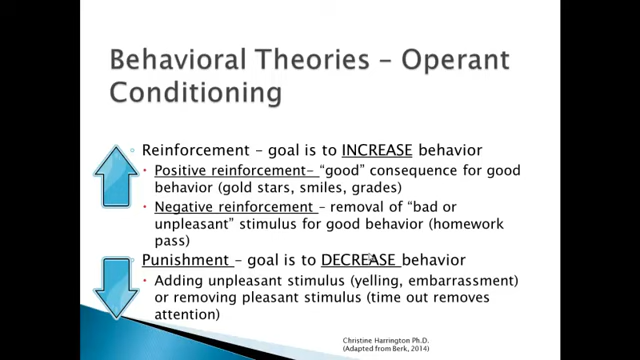 Behavioral Theories – Operant
Conditioning
Reinforcement – goal is to INCREASE behavior
Positive reinforcement– "good" consequence for good
behavior (gold stars, smiles, grades)
Negative reinforcement – removal of "bad or
unpleasant" stimulus for good behavior (homework
pass)
Punishment – goal is to DECREASE behavior
Adding unpleasant stimulus (yelling, embarrassment)
or removing pleasant stimulus (time out removes
attention)
Christine Harrington Ph.D.
(Adapted from Berk, 2014)